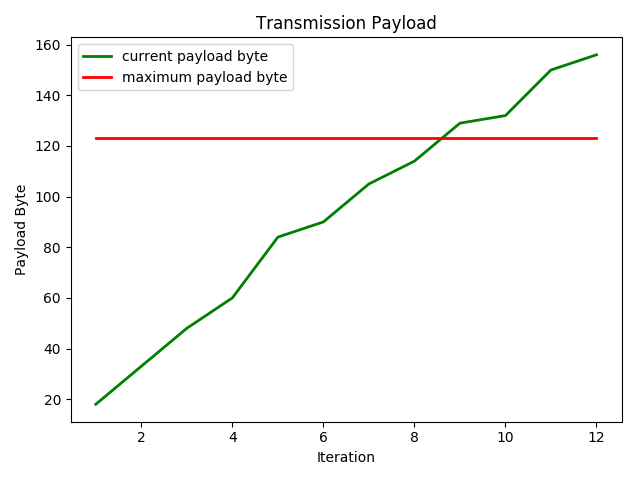 Transmission Payload
current payload byte
maximum payload byte
160
140
120
100
80
60
40
20
Payload Byte
2 4 6 8 10 12
Iteration